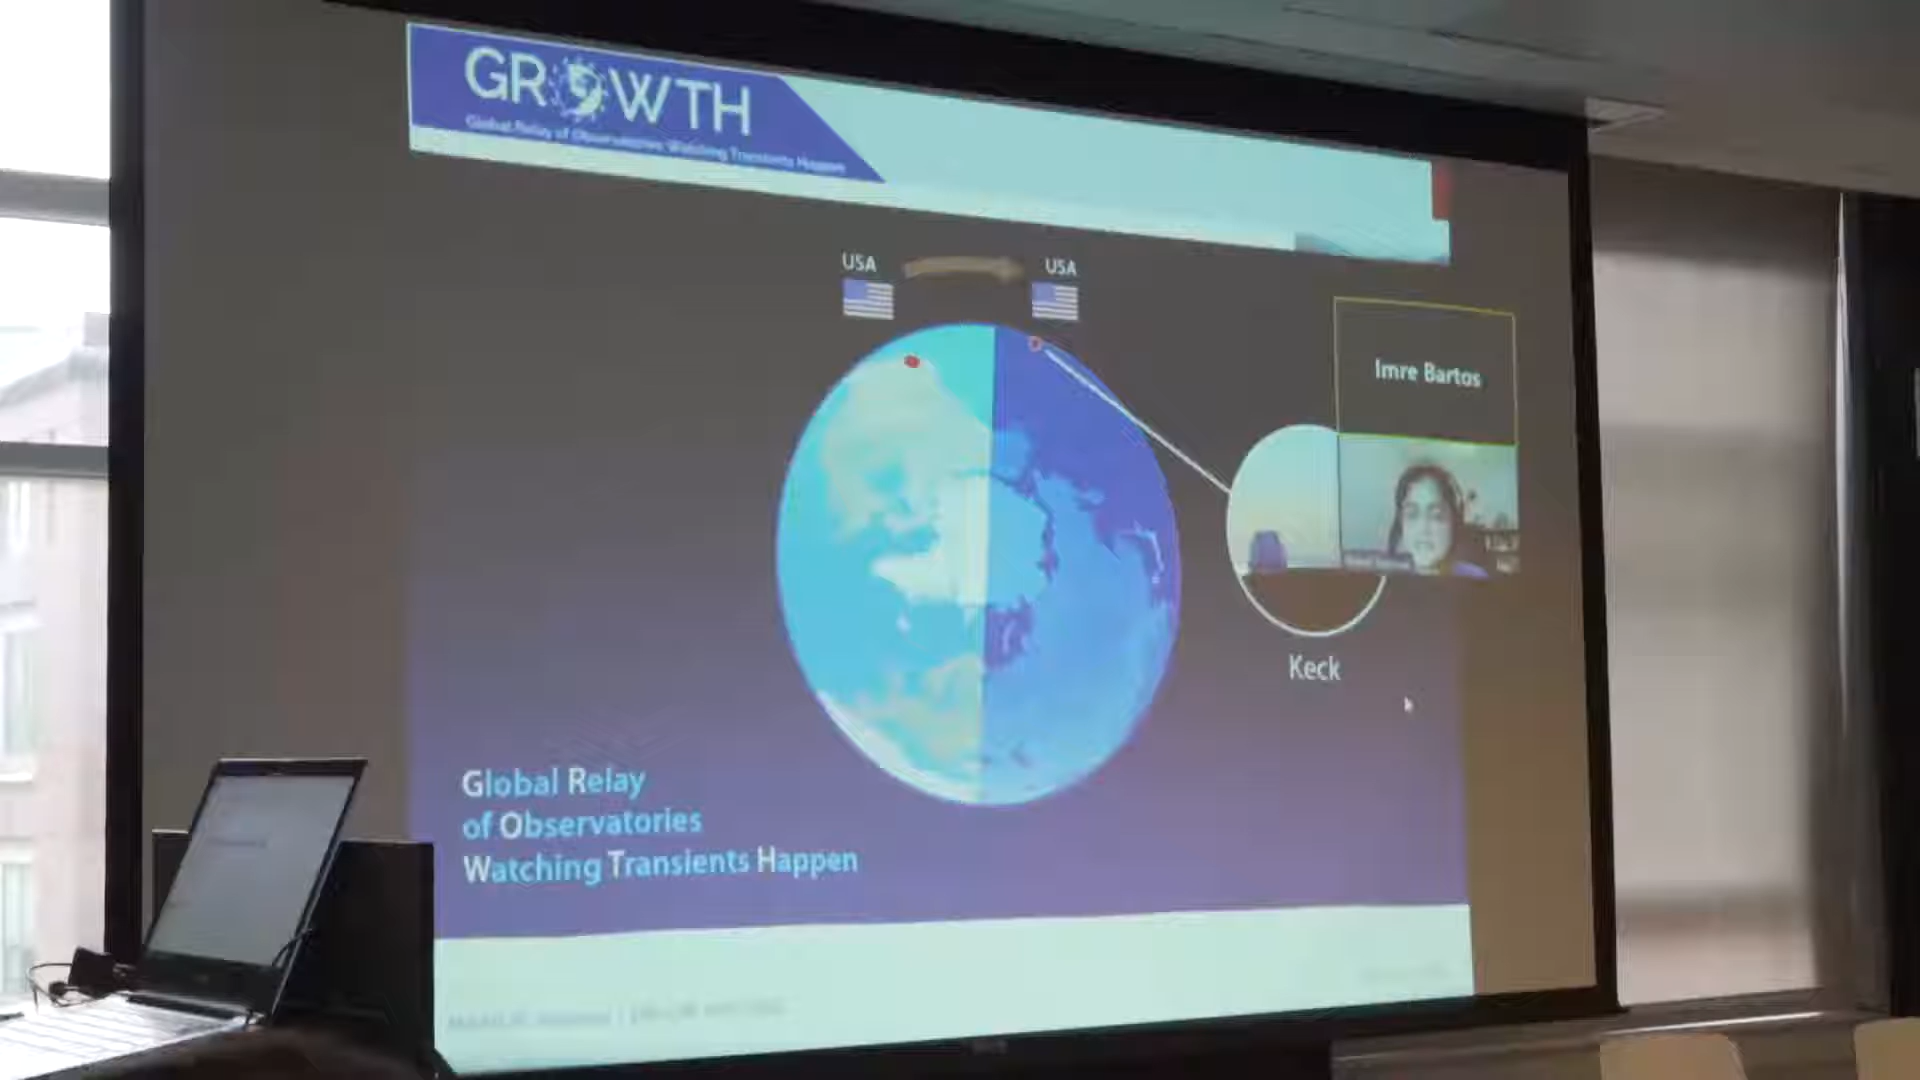 GROWTH
Global Relay of Observatories Watching Transients Happen
USA
USA
Imre Bartos
Keck
Global Relay
of Observatories
Watching Transients Happen